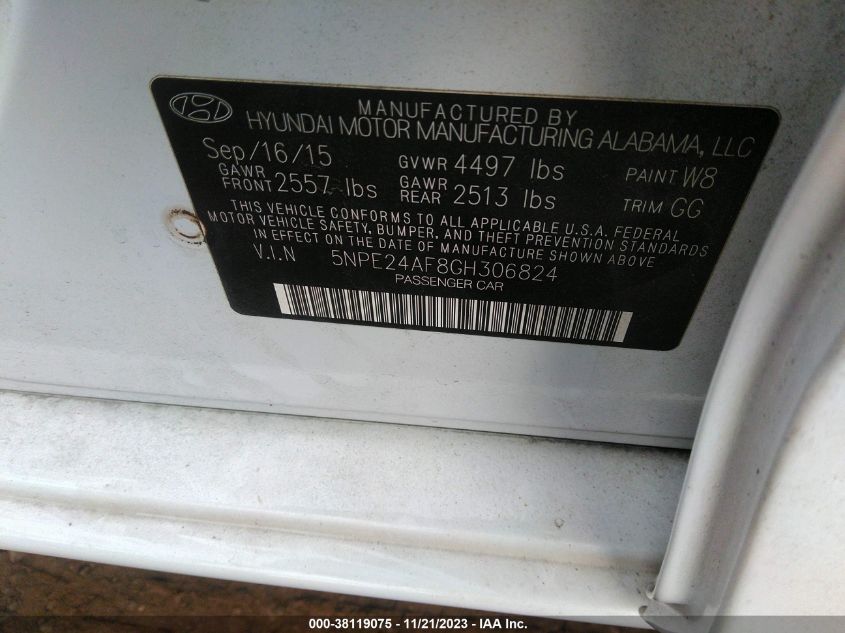 MANUFACTURED BY
HYUNDAI MOTOR MANUFACTURING ALABAMA, LLC
Sep/16/15 GVWR 4497 lbs PAINT W8
GAWR FRONT 2557 lbs GAWR REAR 2513 lbs TRIM GG
THIS VEHICLE CONFORMS TO ALL APPLICABLE U.S.A. FEDERAL
MOTOR VEHICLE SAFETY, BUMPER, AND THEFT PREVENTION STANDARDS
IN EFFECT ON THE DATE OF MANUFACTURE SHOWN ABOVE
V.I.N 5NPE24AF8GH306824
PASSENGER CAR
000-38119075 - 11/21/2023 - IAA Inc.